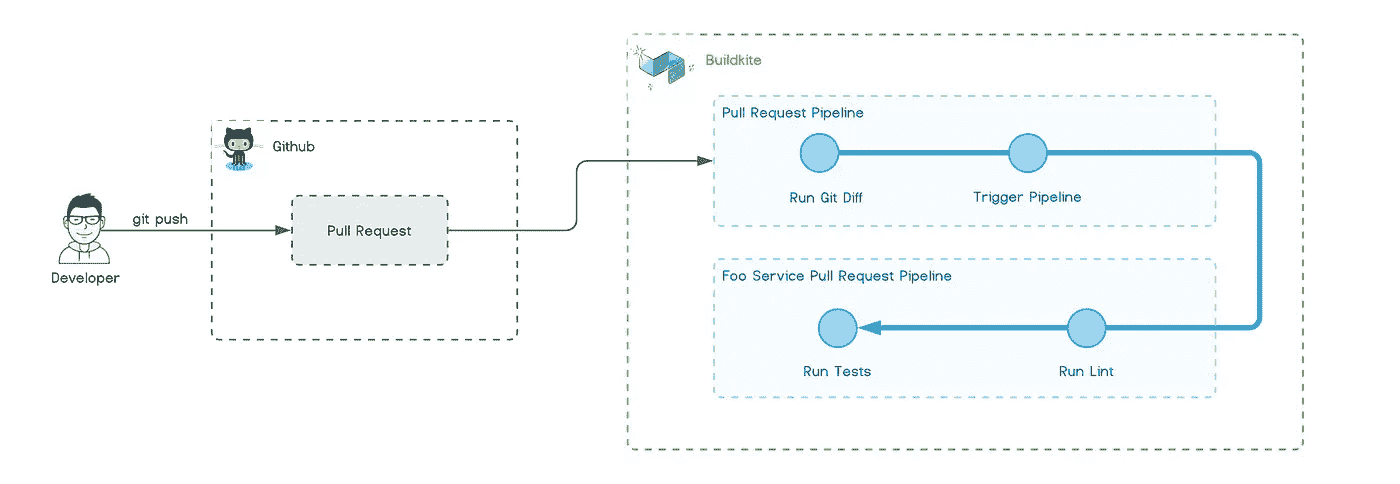 Buildkite
Pull Request Pipeline
Github
Run Git Diff
Trigger Pipeline
git push
Pull Request
Developer
Foo Service Pull Request Pipeline
Run Tests
Run Lint